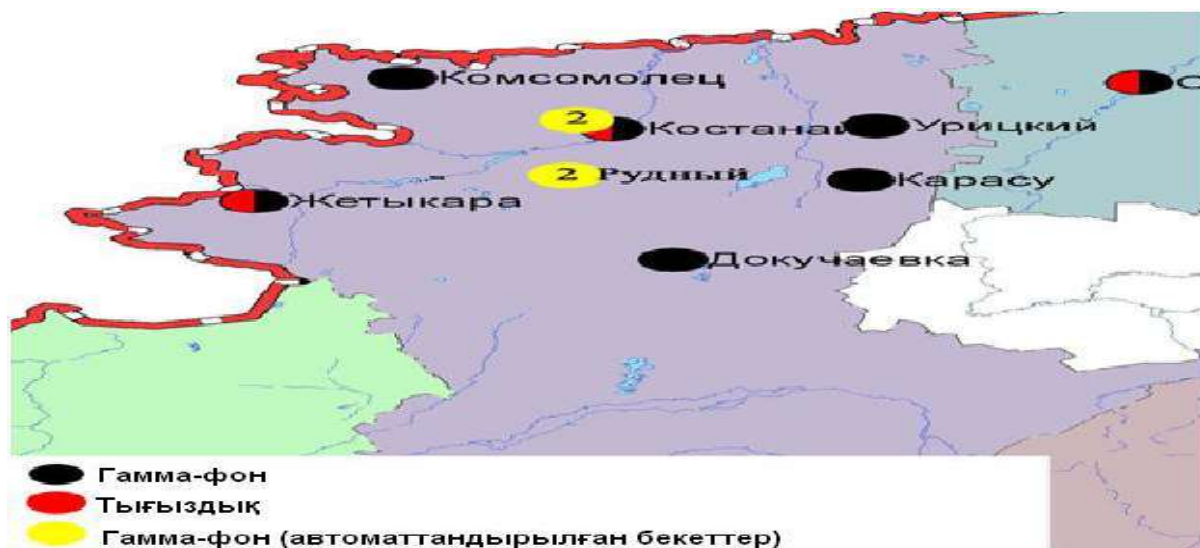 Комсомолец
С
2
Костанай
Урицкий
2 Рудный
Карасу
Жетыкара
Докучаевка
Гамма-фон
Тығыздық
Гамма-фон (автоматтандырылған бекеттер)